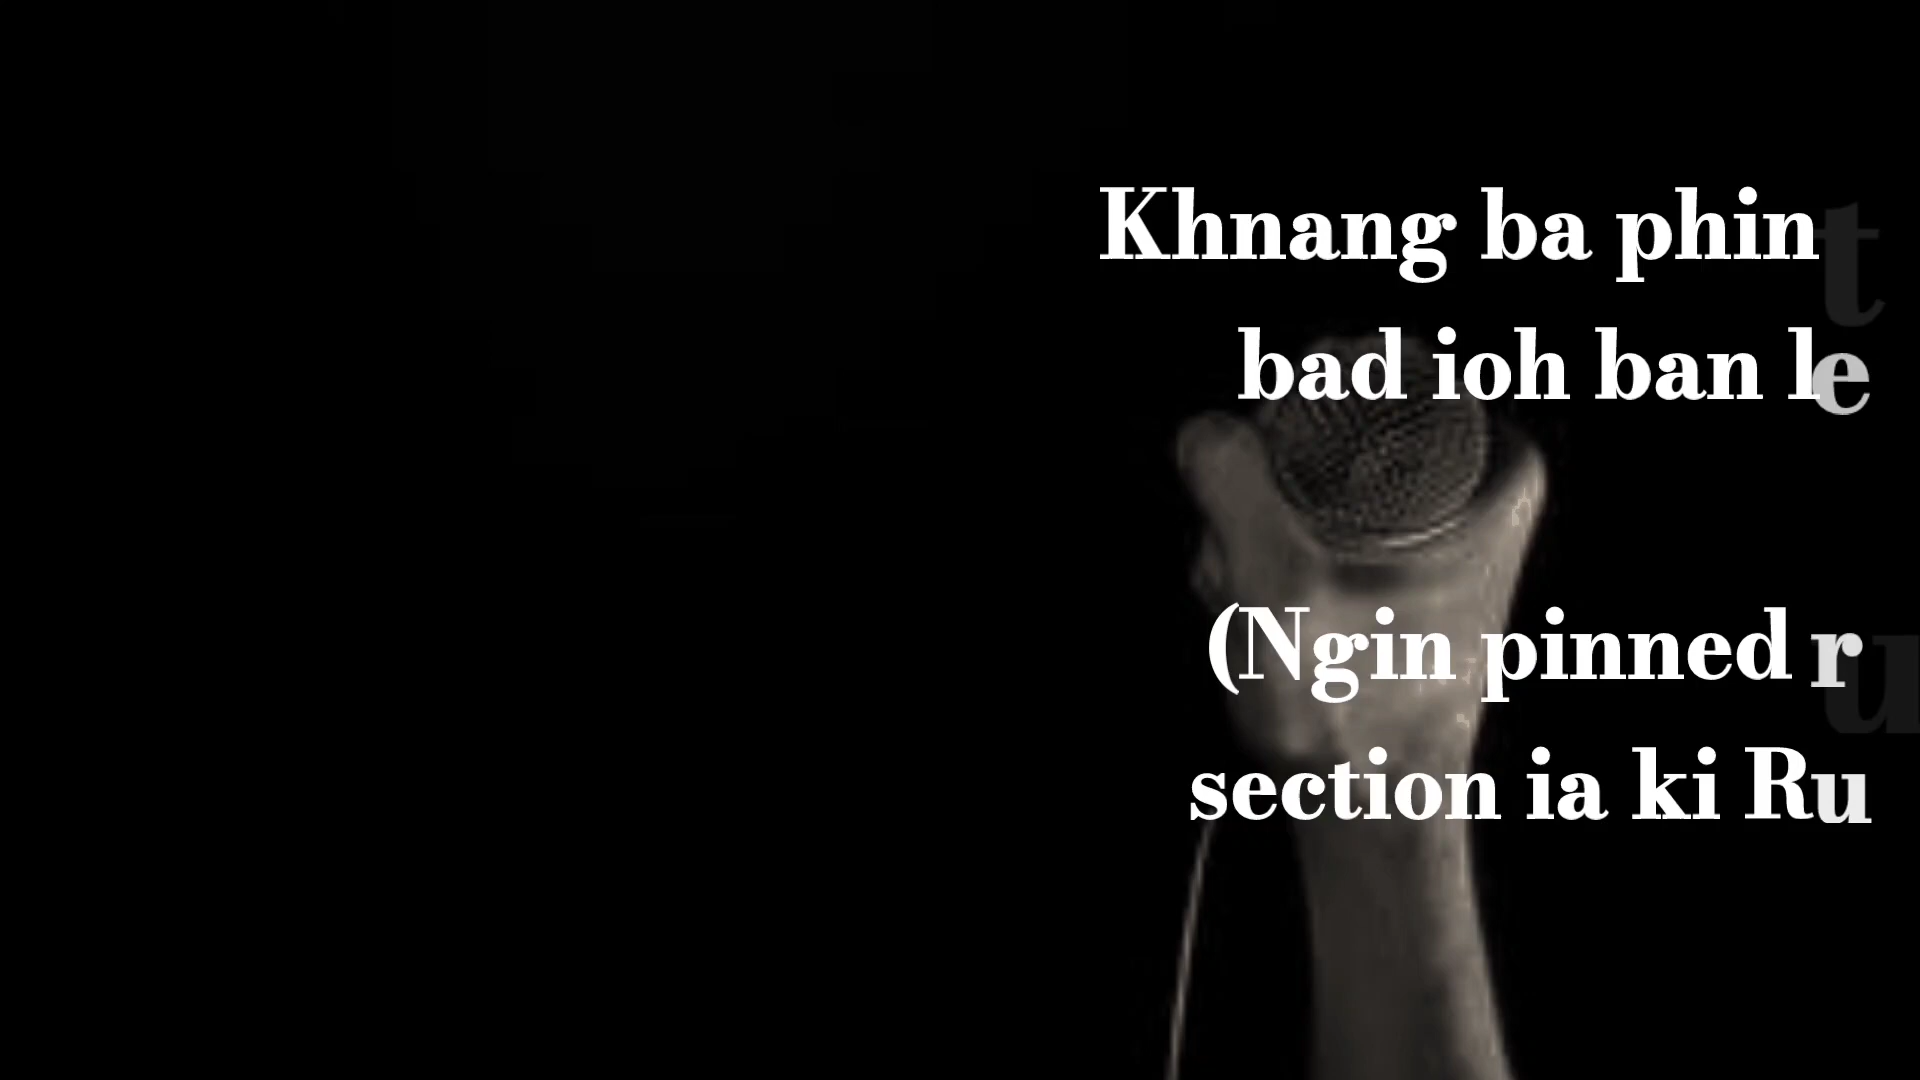 Khnang ba phin
bad ioh ban le
(Ngin pinned r
section ia ki Ru